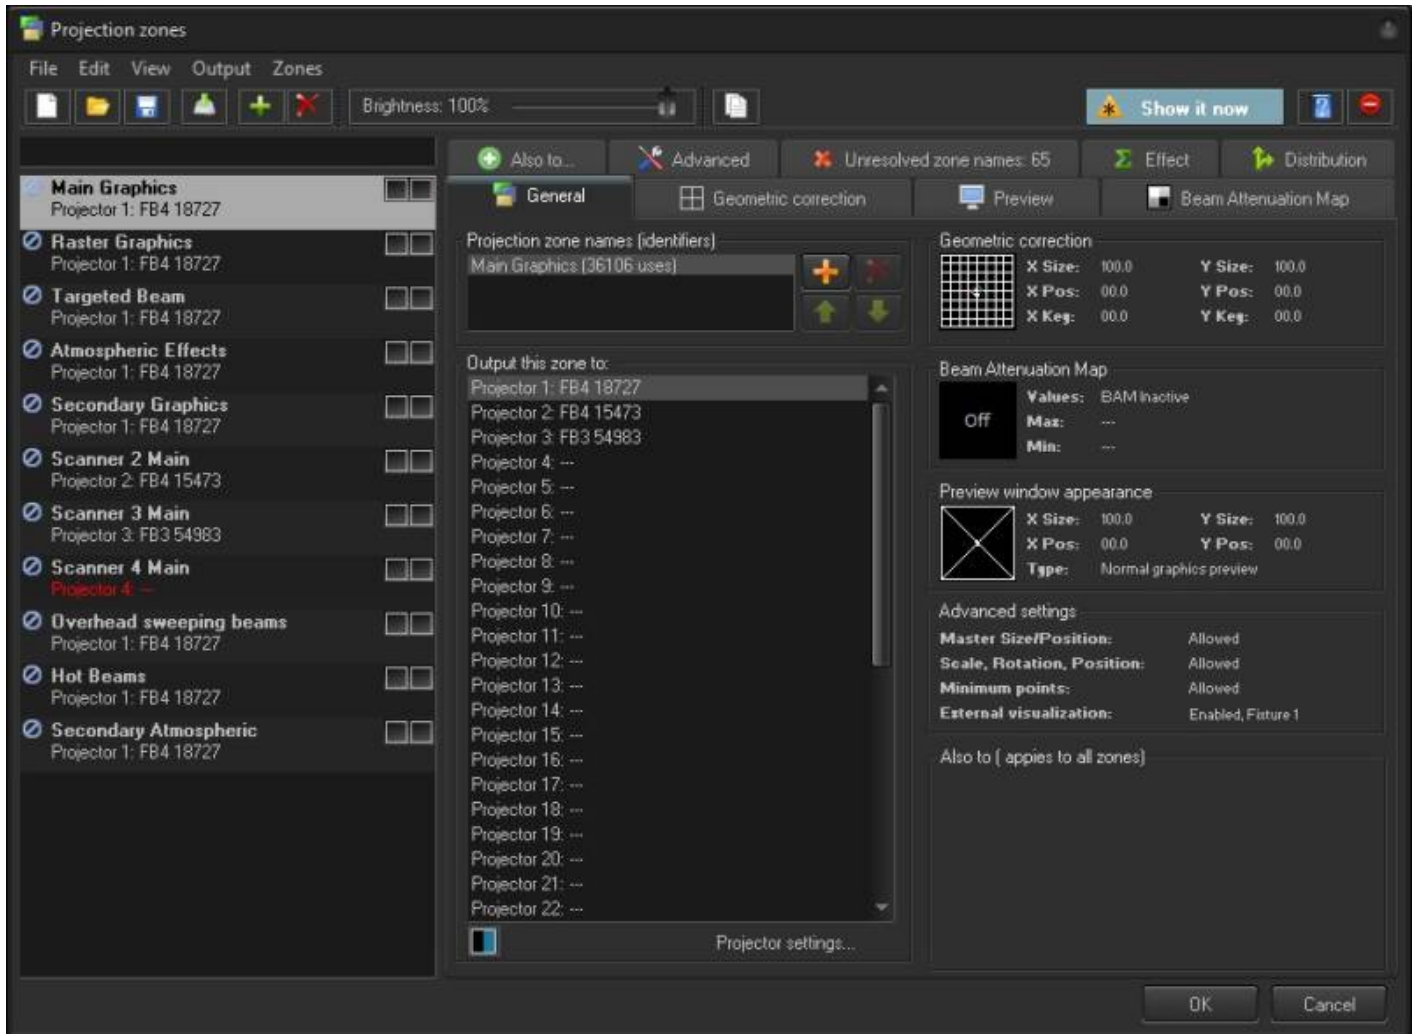 Projection zones
File Edit View Output Zones
Brightness: 100%
Show it now
Also to... Advanced Unresolved zone names: 65 Effect Distribution
General Geometric correction Preview Beam Attenuation Map
Main Graphics
Projector 1: FB4 18727
Raster Graphics
Projector 1: FB4 18727
Targeted Beam
Projector 1: FB4 18727
Atmospheric Effects
Projector 1: FB4 18727
Secondary Graphics
Projector 1: FB4 18727
Scanner 2 Main
Projector 2: FB4 15473
Scanner 3 Main
Projector 3: FB3 54983
Scanner 4 Main
Projector 4: ---
Overhead sweeping beams
Projector 1: FB4 18727
Hot Beams
Projector 1: FB4 18727
Secondary Atmospheric
Projector 1: FB4 18727
Projection zone names (identifiers)
Main Graphics (36106 uses)
Output this zone to:
Projector 1: FB4 18727
Projector 2: FB4 15473
Projector 3: FB3 54983
Projector 4: ---
Projector 5: ---
Projector 6: ---
Projector 7: ---
Projector 8: ---
Projector 9: ---
Projector 10: ---
Projector 11: ---
Projector 12: ---
Projector 13: ---
Projector 14: ---
Projector 15: ---
Projector 16: ---
Projector 17: ---
Projector 18: ---
Projector 19: ---
Projector 20: ---
Projector 21: ---
Projector 22: ---
Projector settings...
Geometric correction
X Size: 100.0 Y Size: 100.0
X Pos: 00.0 Y Pos: 00.0
X Key: 00.0 Y Key: 00.0
Beam Attenuation Map
Off
Values: BAM Inactive
Max: ---
Min: ---
Preview window appearance
X Size: 100.0 Y Size: 100.0
X Pos: 00.0 Y Pos: 00.0
Type: Normal graphics preview
Advanced settings
Master Size/Position: Allowed
Scale, Rotation, Position: Allowed
Minimum points: Allowed
External visualization: Enabled, Fixture 1
Also to ( appies to all zones)
OK Cancel